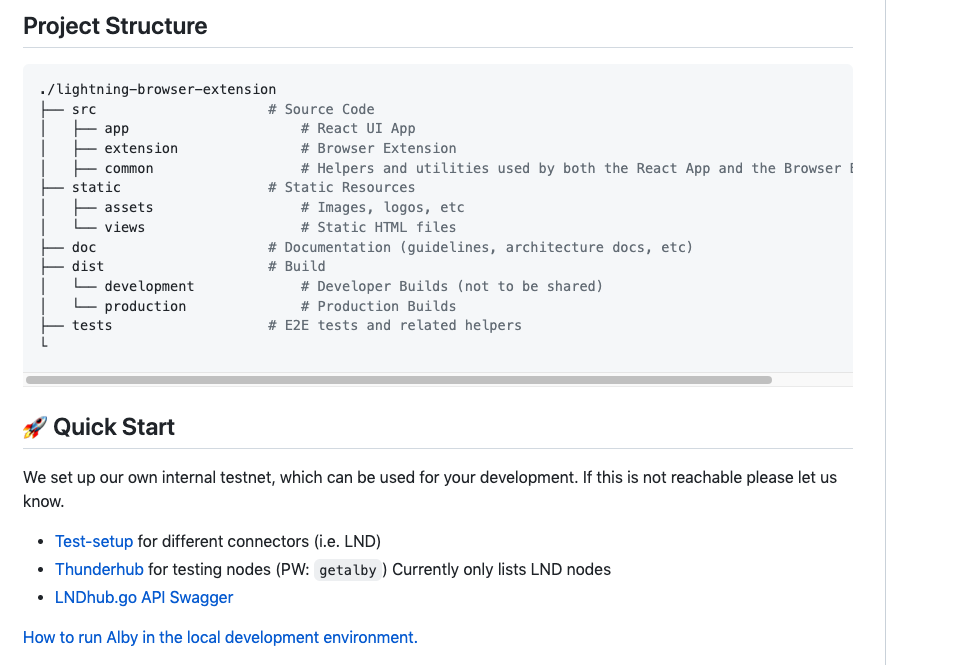 Project Structure
./lightning-browser-extension
├── src                     # Source Code
│   ├── app                     # React UI App
│   ├── extension               # Browser Extension
│   ├── common                  # Helpers and utilities used by both the React App and the Browser
├── static                  # Static Resources
│   ├── assets                  # Images, logos, etc
│   └── views                   # Static HTML files
├── doc                     # Documentation (guidelines, architecture docs, etc)
├── dist                    # Build
│   └── development             # Developer Builds (not to be shared)
│   └── production              # Production Builds
├── tests                   # E2E tests and related helpers
└
🚀 Quick Start
We set up our own internal testnet, which can be used for your development. If this is not reachable please let us
know.
• Test-setup for different connectors (i.e. LND)
• Thunderhub for testing nodes (PW: getalby ) Currently only lists LND nodes
• LNDhub.go API Swagger
How to run Alby in the local development environment.